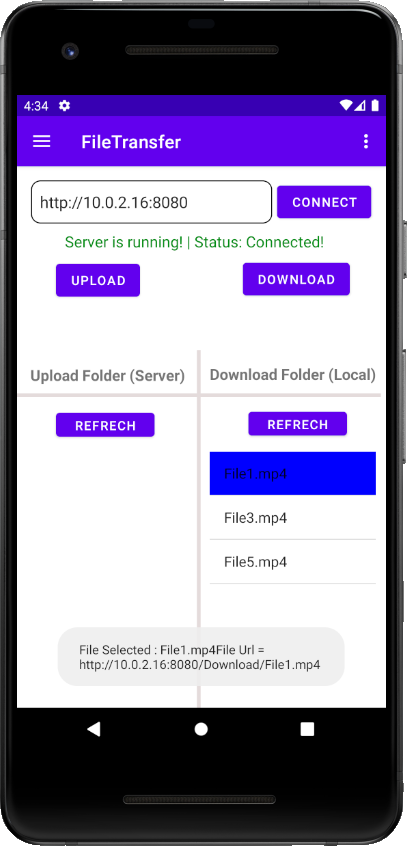 4:34
FileTransfer
http://10.0.2.16:8080
CONNECT
Server is running! | Status: Connected!
UPLOAD
DOWNLOAD
Upload Folder (Server)
Download Folder (Local)
REFRECH
REFRECH
File1.mp4
File3.mp4
File5.mp4
File Selected : File1.mp4File Url =
http://10.0.2.16:8080/Download/File1.mp4